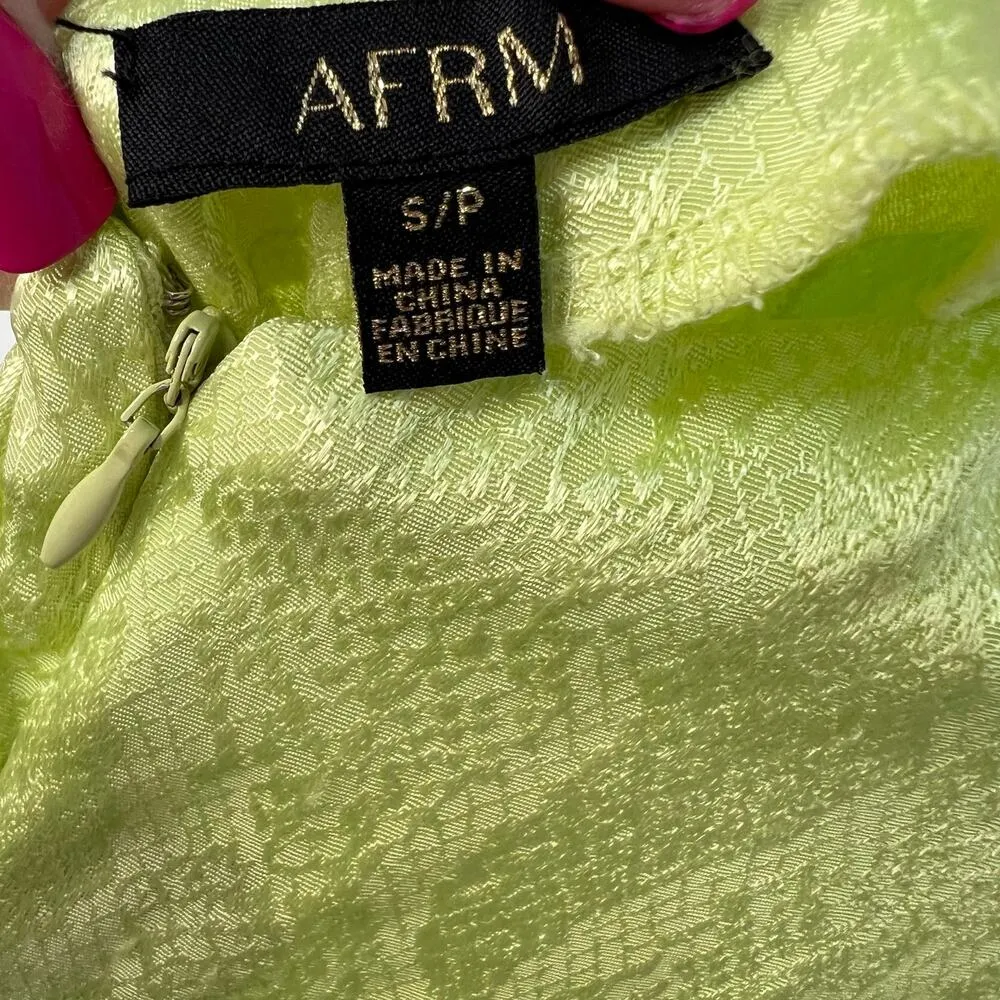 AFRM
S/P
MADE IN
CHINA
FABRIQUE
EN CHINE